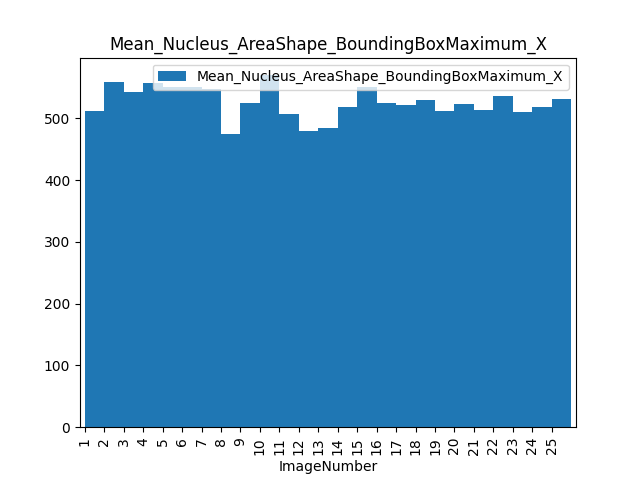 Mean_Nucleus_AreaShape_BoundingBoxMaximum_X
Mean_Nucleus_AreaShape_BoundingBoxMaximum_X
500
400
300
200
100
0
1 2 3 4 5 6 7 8 9 10 11 12 13 14 15 16 17 18 19 20 21 22 23 24 25
ImageNumber